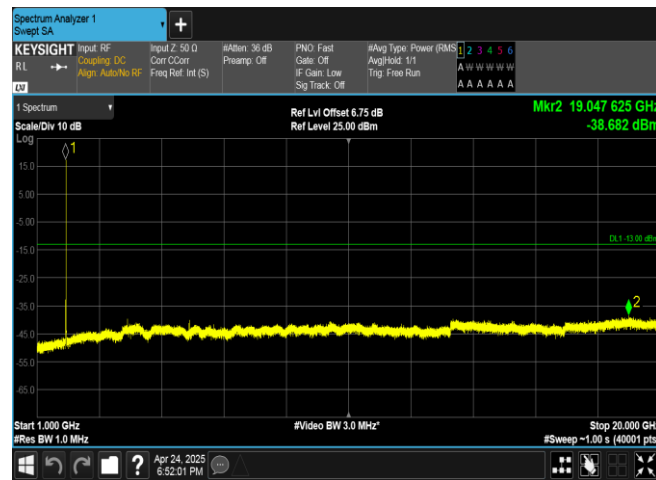 Spectrum Analyzer 1
Swept SA
+
KEYSIGHT
RL
LXI
Input: RF
Coupling: DC
Align: Auto/No RF
Input Z: 50 Ω
Corr CCorr
Freq Ref: Int (S)
#Atten: 36 dB
Preamp: Off
PNO: Fast
Gate: Off
IF Gain: Low
Sig Track: Off
#Avg Type: Power (RMS
Avg|Hold: 1/1
Trig: Free Run
1 2 3 4 5 6
A W W W W W
A A A A A A
1 Spectrum
Scale/Div 10 dB
Log
Ref Lvl Offset 6.75 dB
Ref Level 25.00 dBm
Mkr2 19.047 625 GHz
-38.682 dBm
1
15.0
5.00
-5.00
DL1 -13.00 dBm
-15.0
-25.0
2
-35.0
-45.0
-55.0
-65.0
Start 1.000 GHz
#Res BW 1.0 MHz
#Video BW 3.0 MHz*
Stop 20.000 GHz
#Sweep ~1.00 s (40001 pts
?
Apr 24, 2025
6:52:01 PM